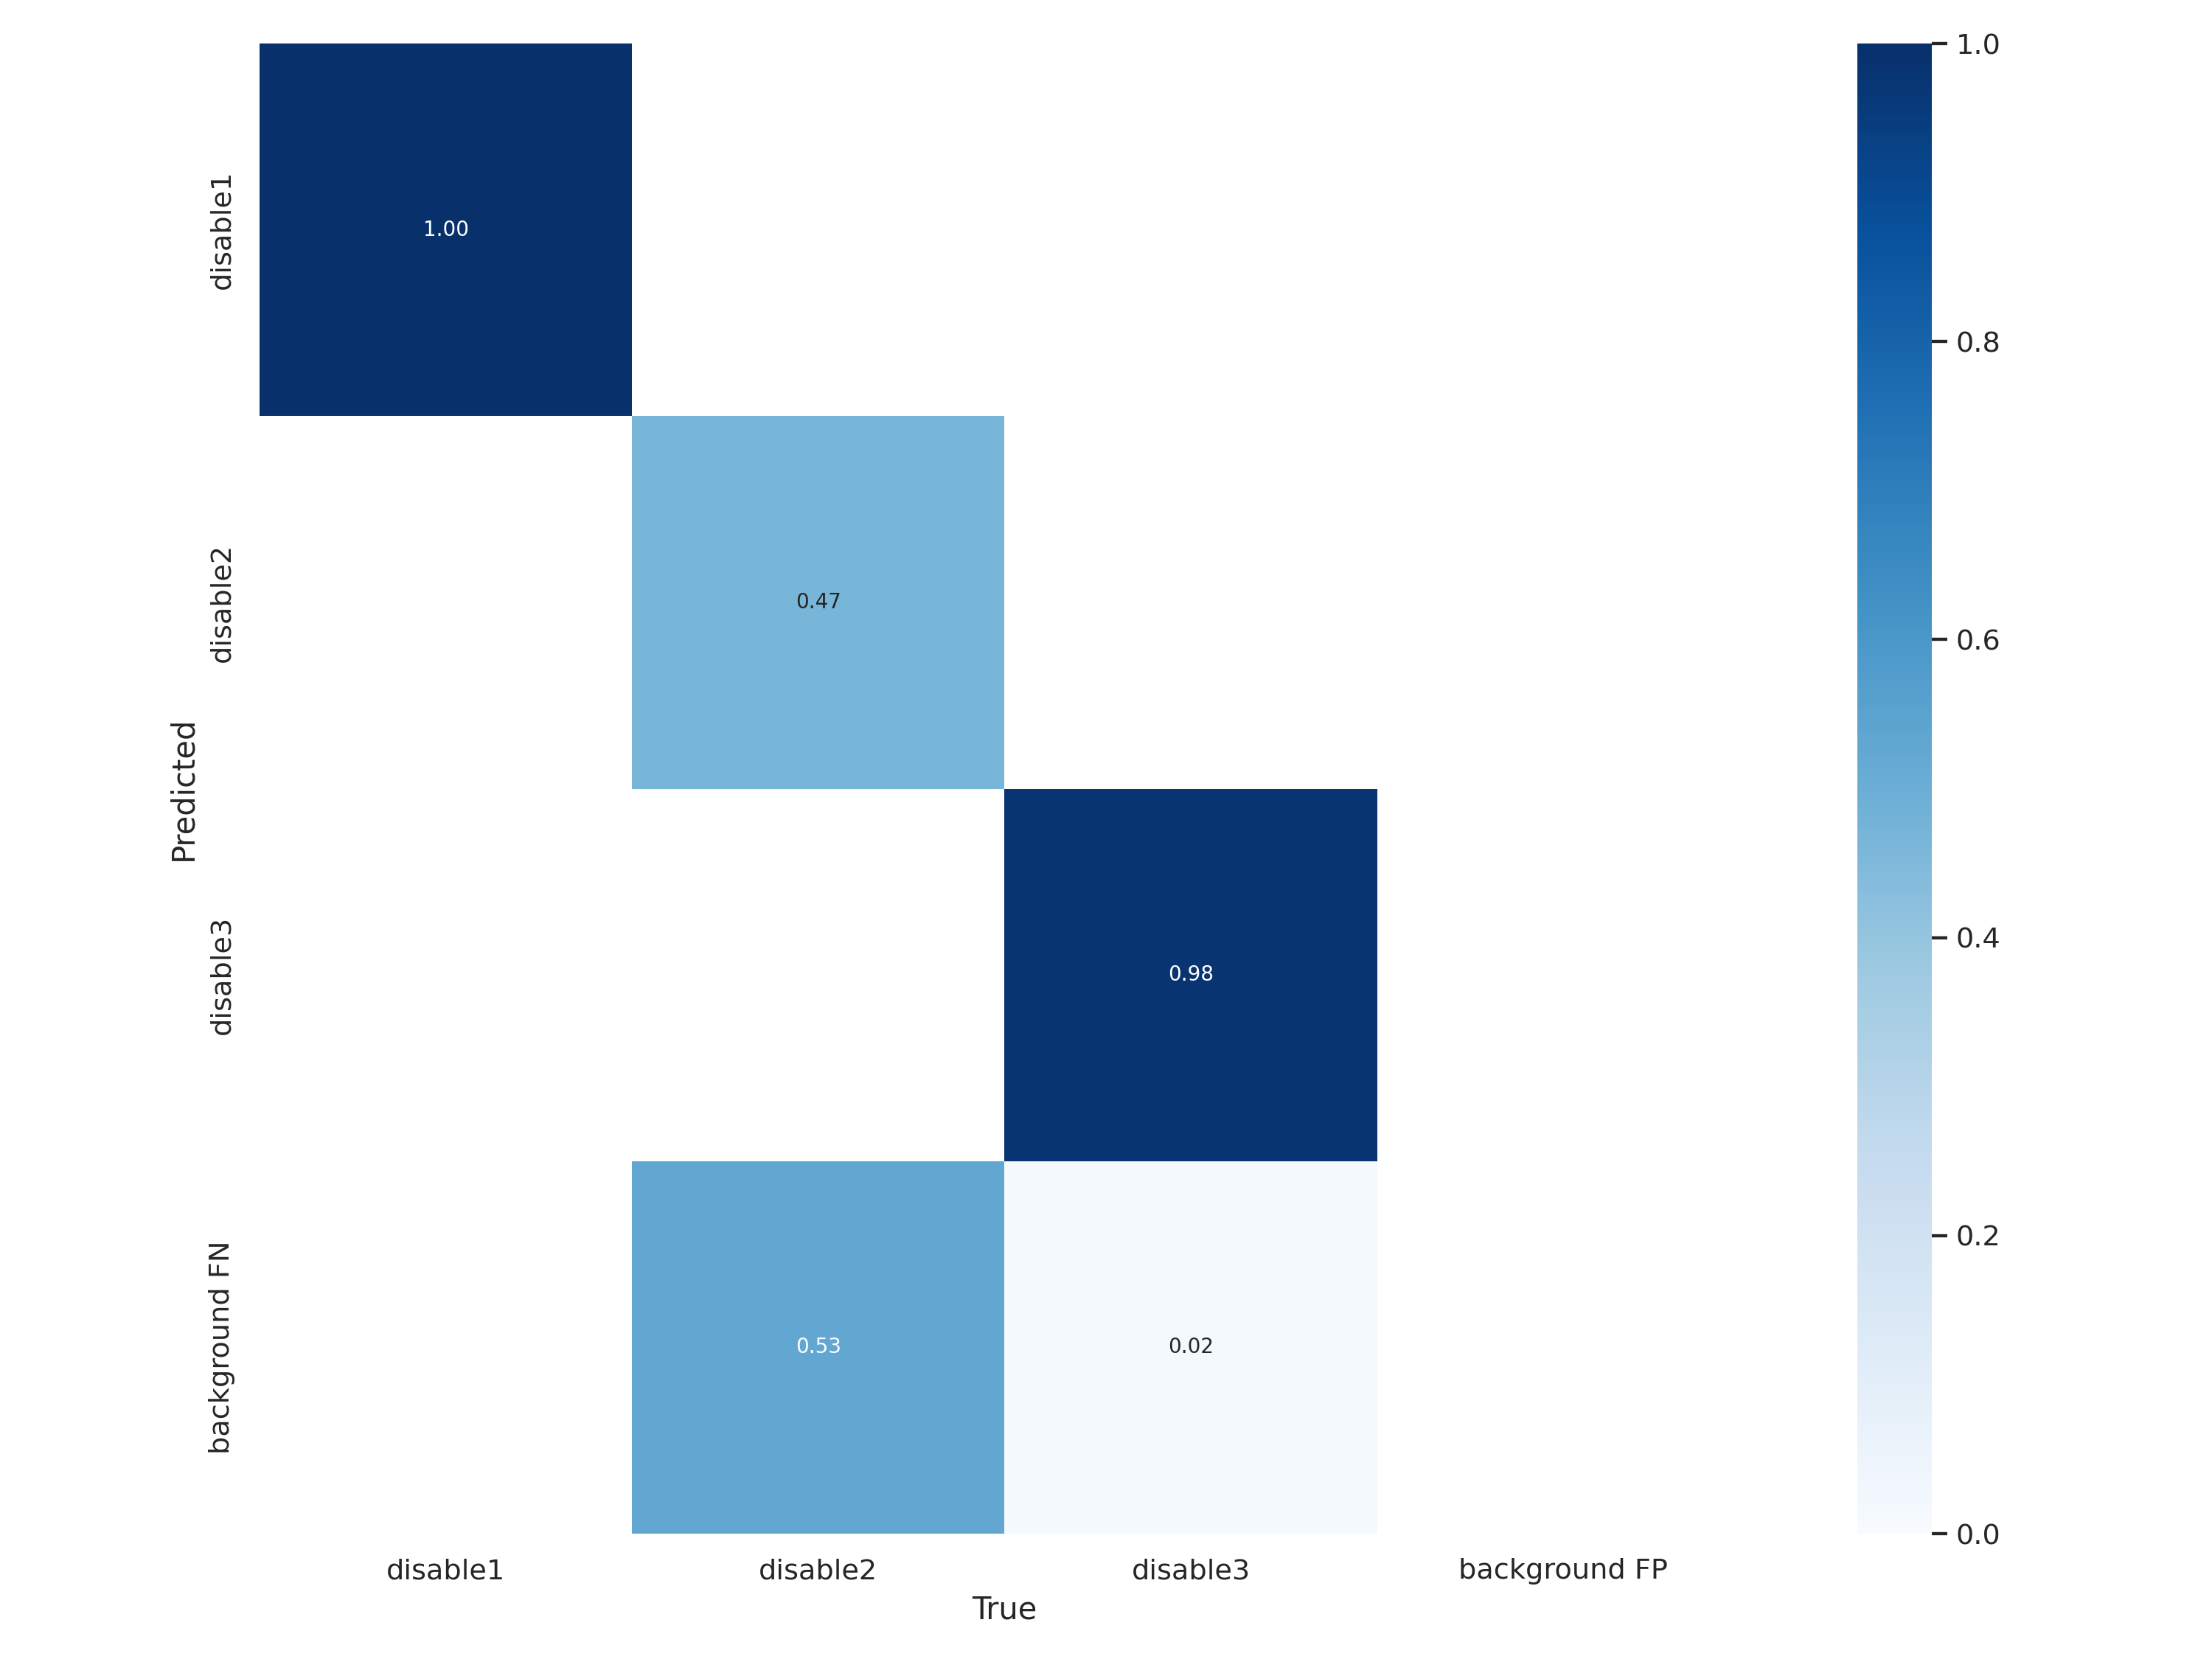 1.00
0.47
0.98
0.53
0.02
disable1
disable2
disable3
background FN
Predicted
disable1
disable2
disable3
background FP
True
1.0
0.8
0.6
0.4
0.2
0.0